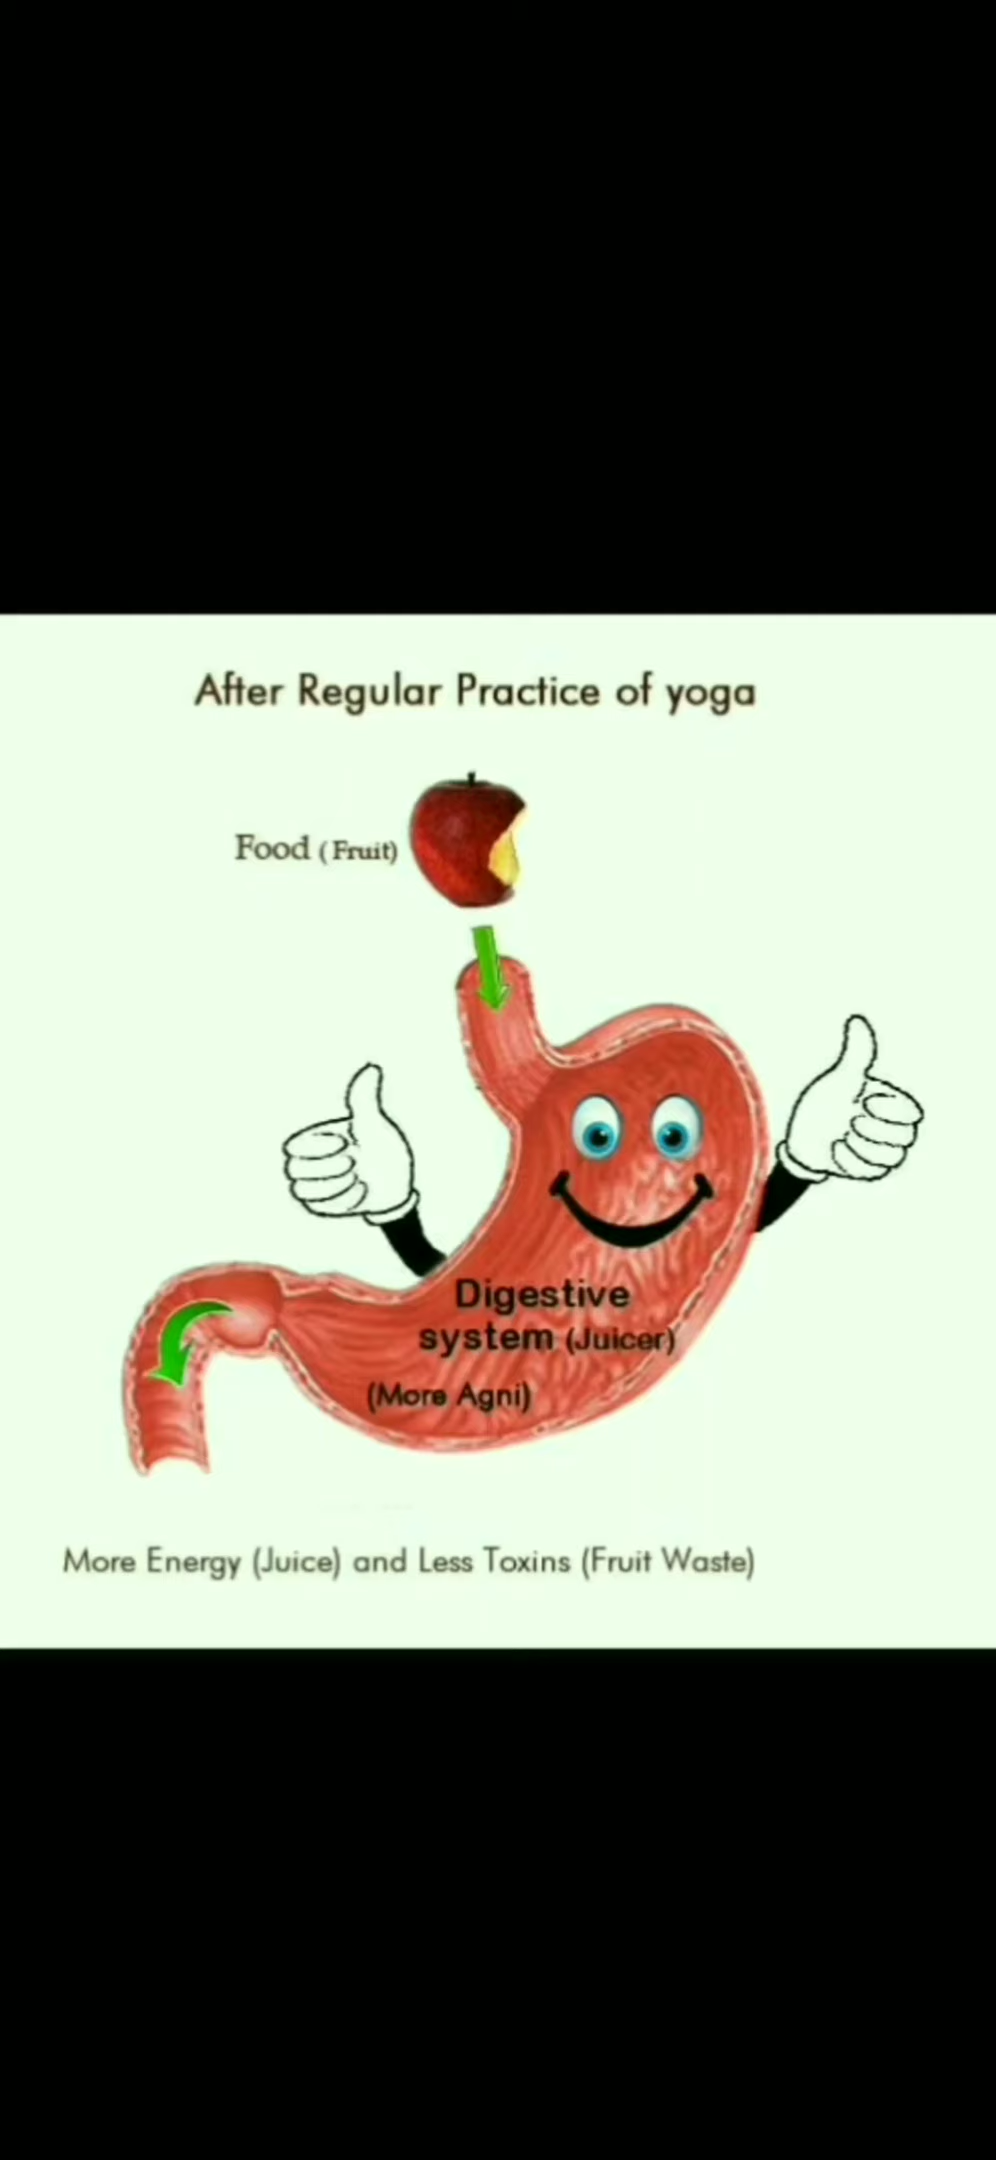 After Regular Practice of yoga
Food ( Fruit)
Digestive
system (Juicer)
(More Agni)
More Energy (Juice) and Less Toxins (Fruit Waste)